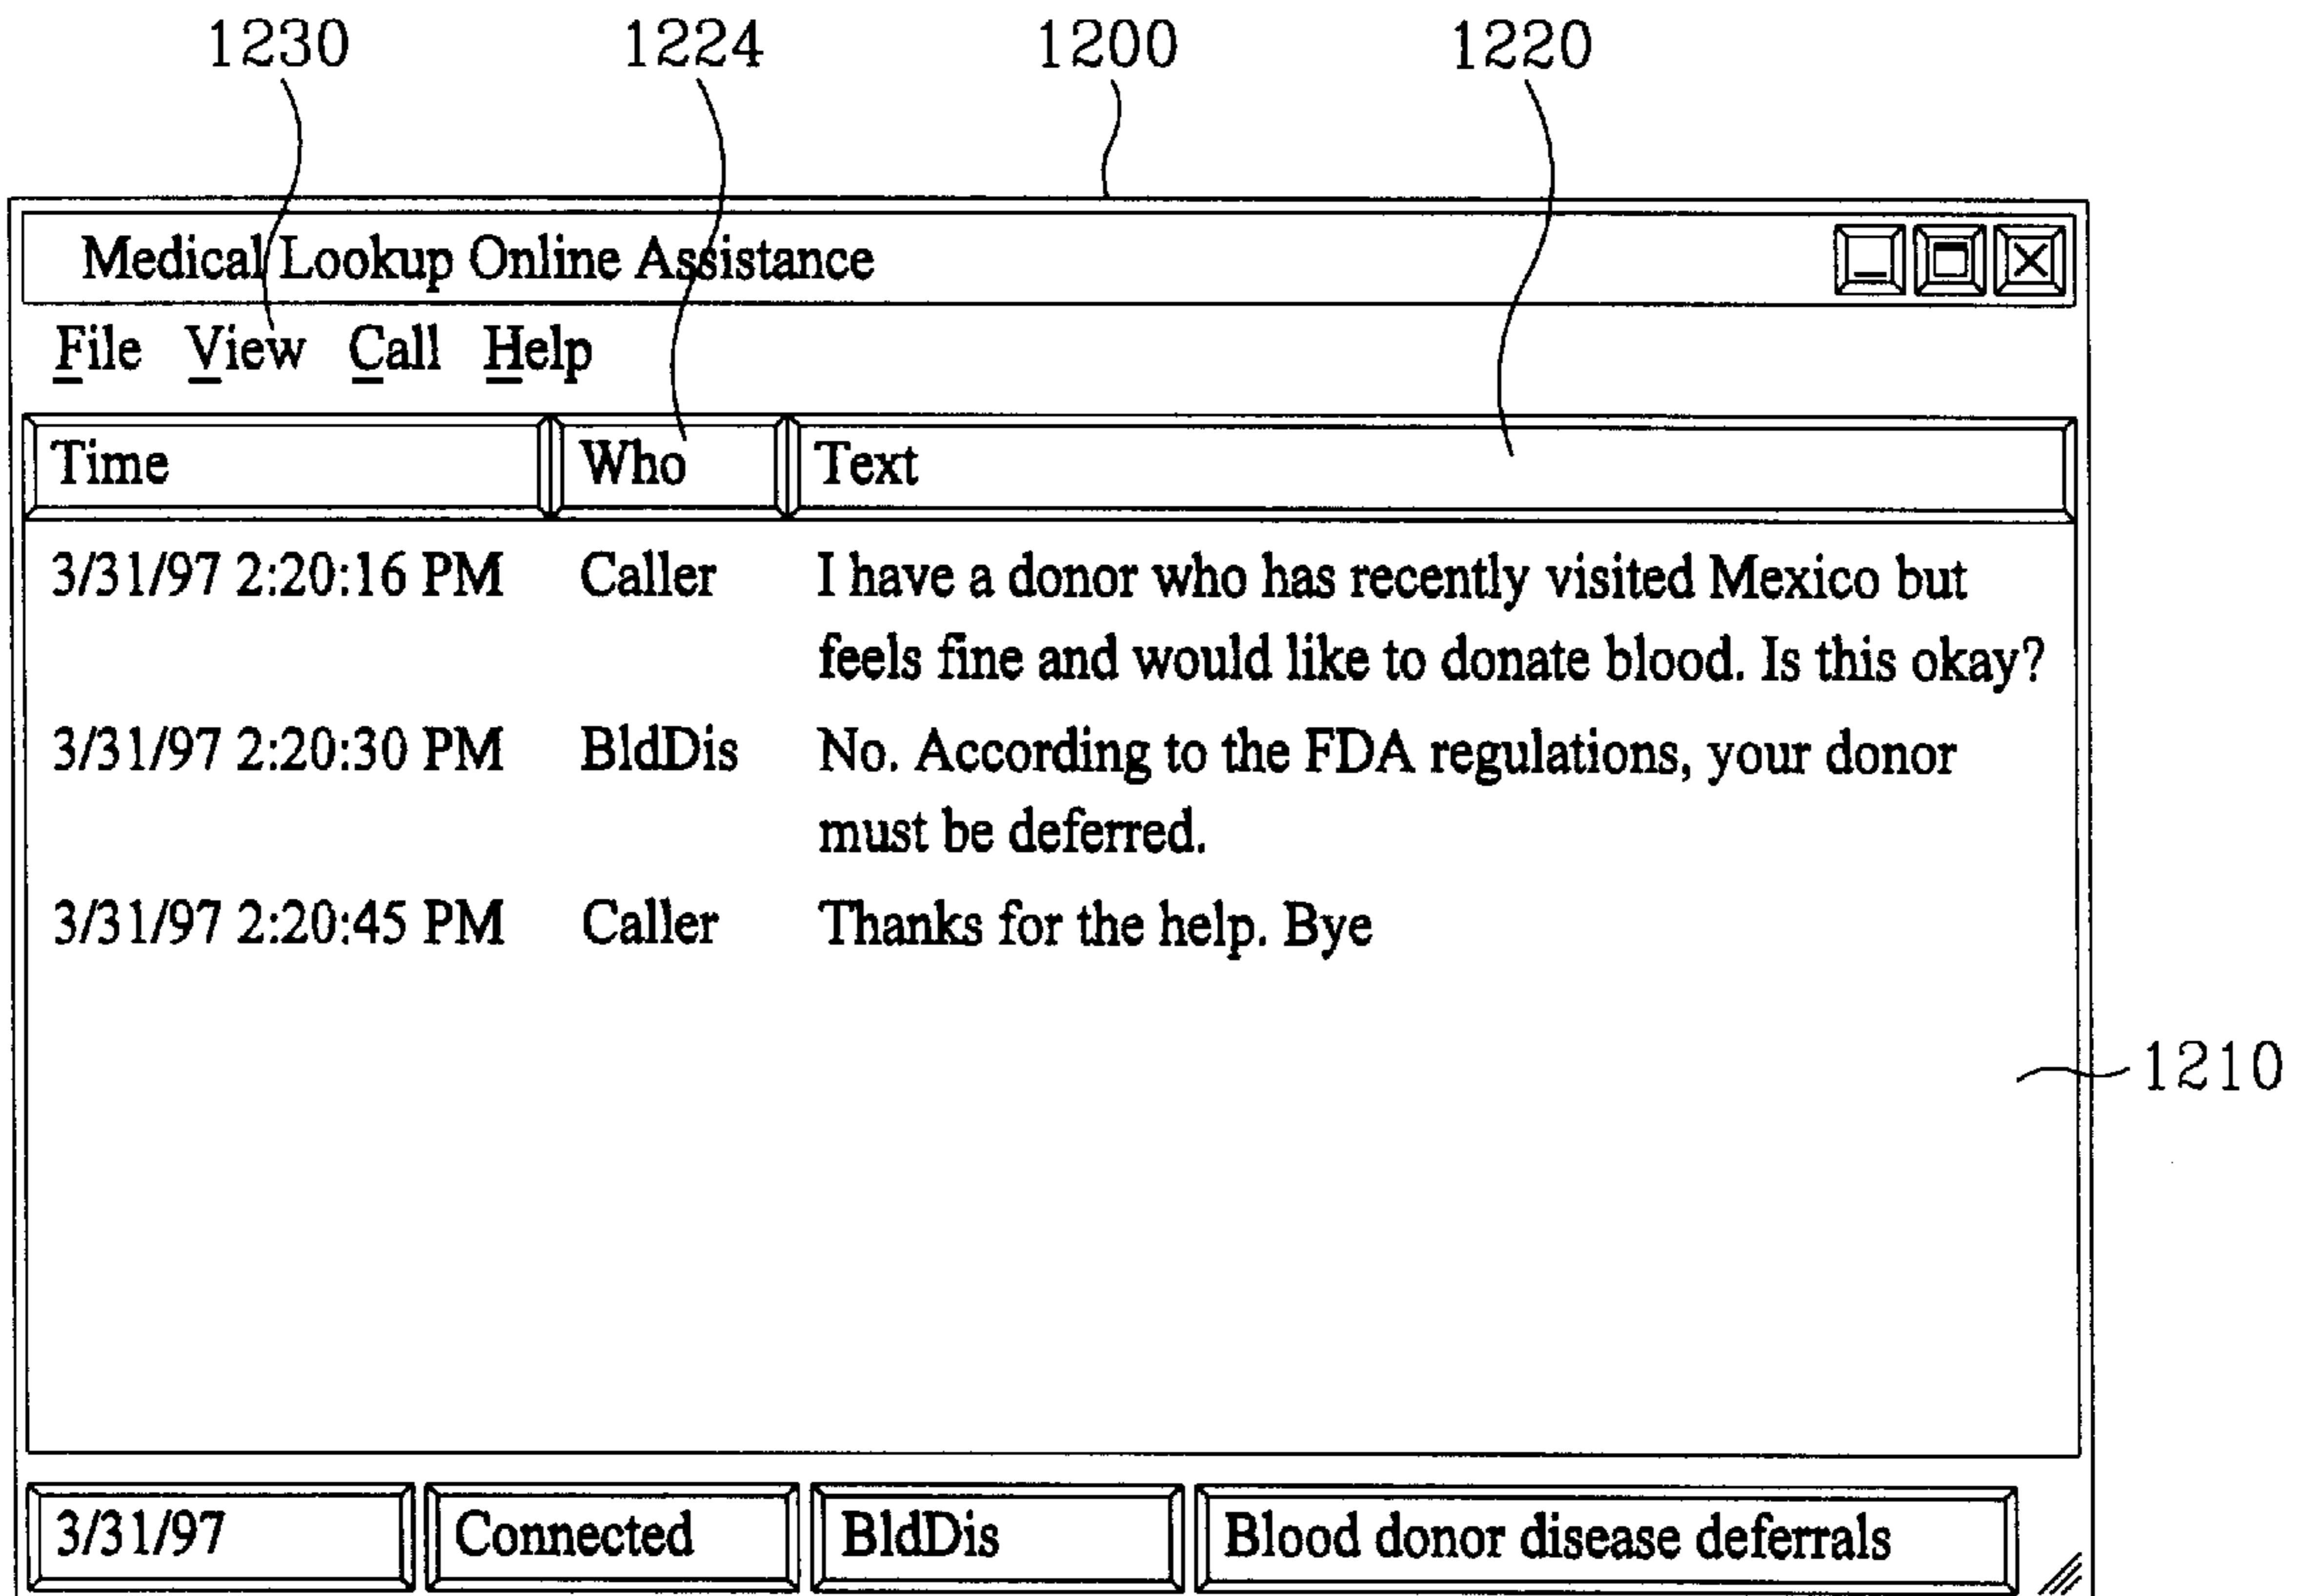 1230 1224 1200 1220
Medical Lookup Online Assistance
File View Call Help
Time Who Text
3/31/97 2:20:16 PM Caller I have a donor who has recently visited Mexico but
feels fine and would like to donate blood. Is this okay?
3/31/97 2:20:30 PM BldDis No. According to the FDA regulations, your donor
must be deferred.
3/31/97 2:20:45 PM Caller Thanks for the help. Bye
1210
3/31/97 Connected BldDis Blood donor disease deferrals